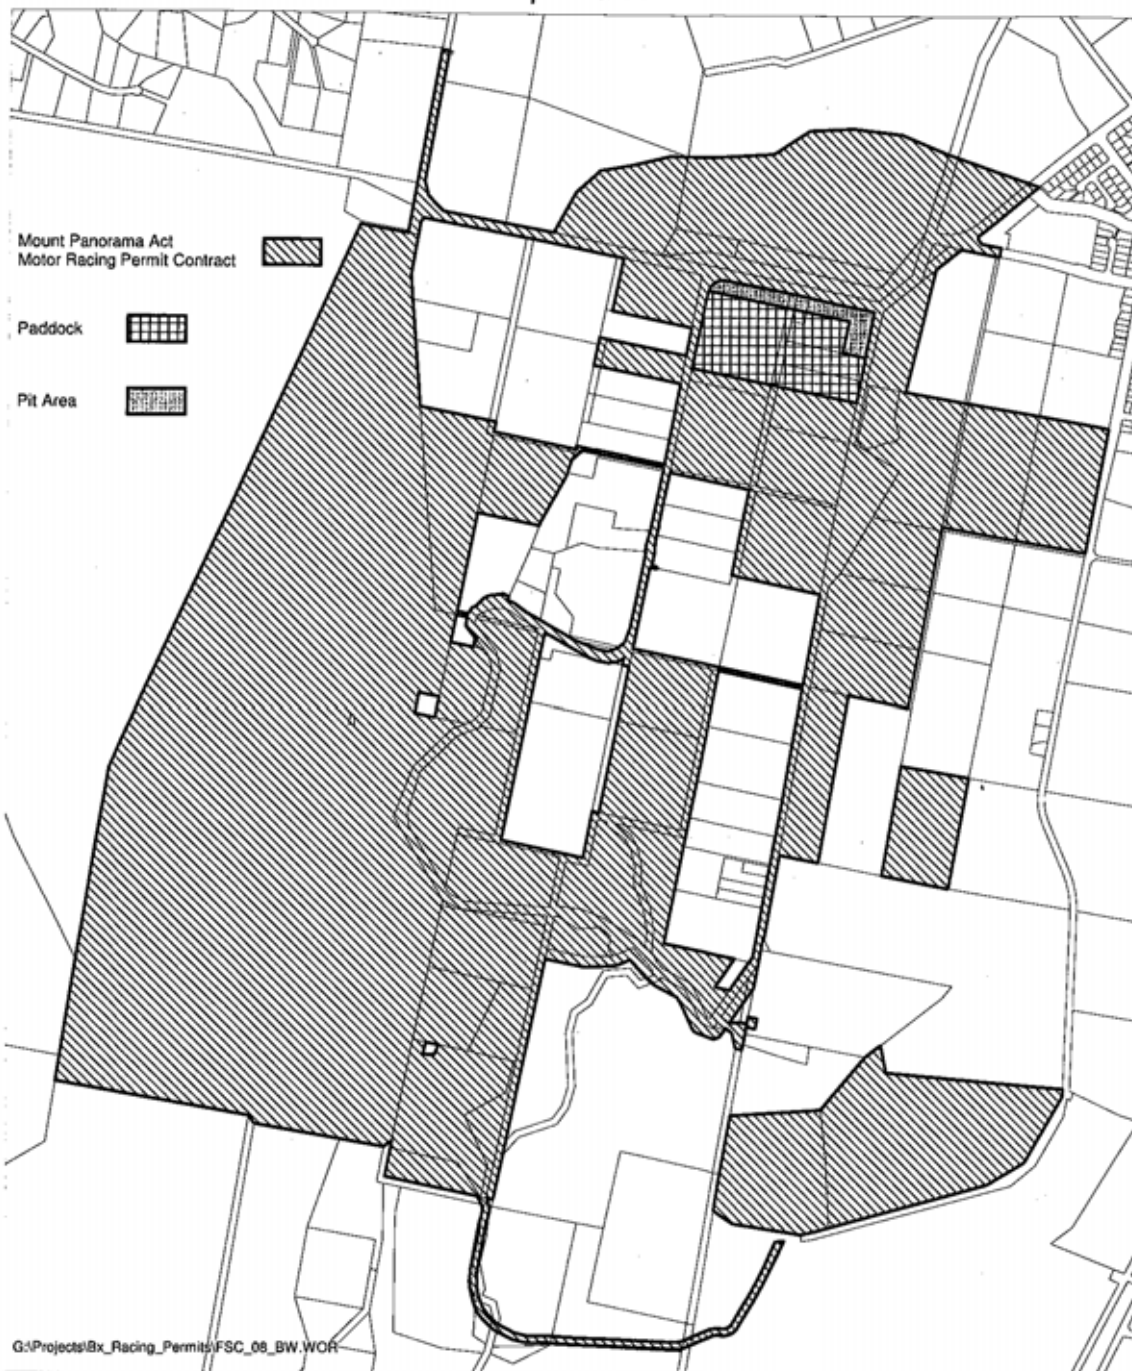 Mount Panorama Act
Motor Racing Permit Contract
Paddock
Pit Area
G:\Projects\Bx_Racing_Permits\FSC_08_BW.WOR